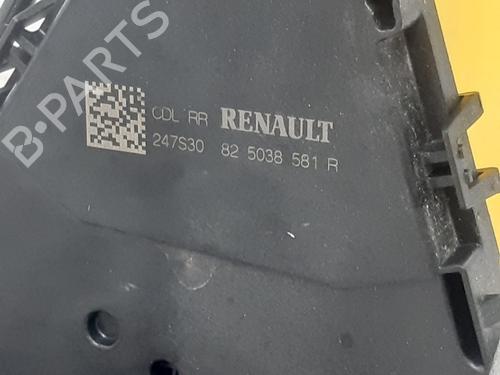 B-PARTS
CDL RR RENAULT
247S30 82 5038 581 R